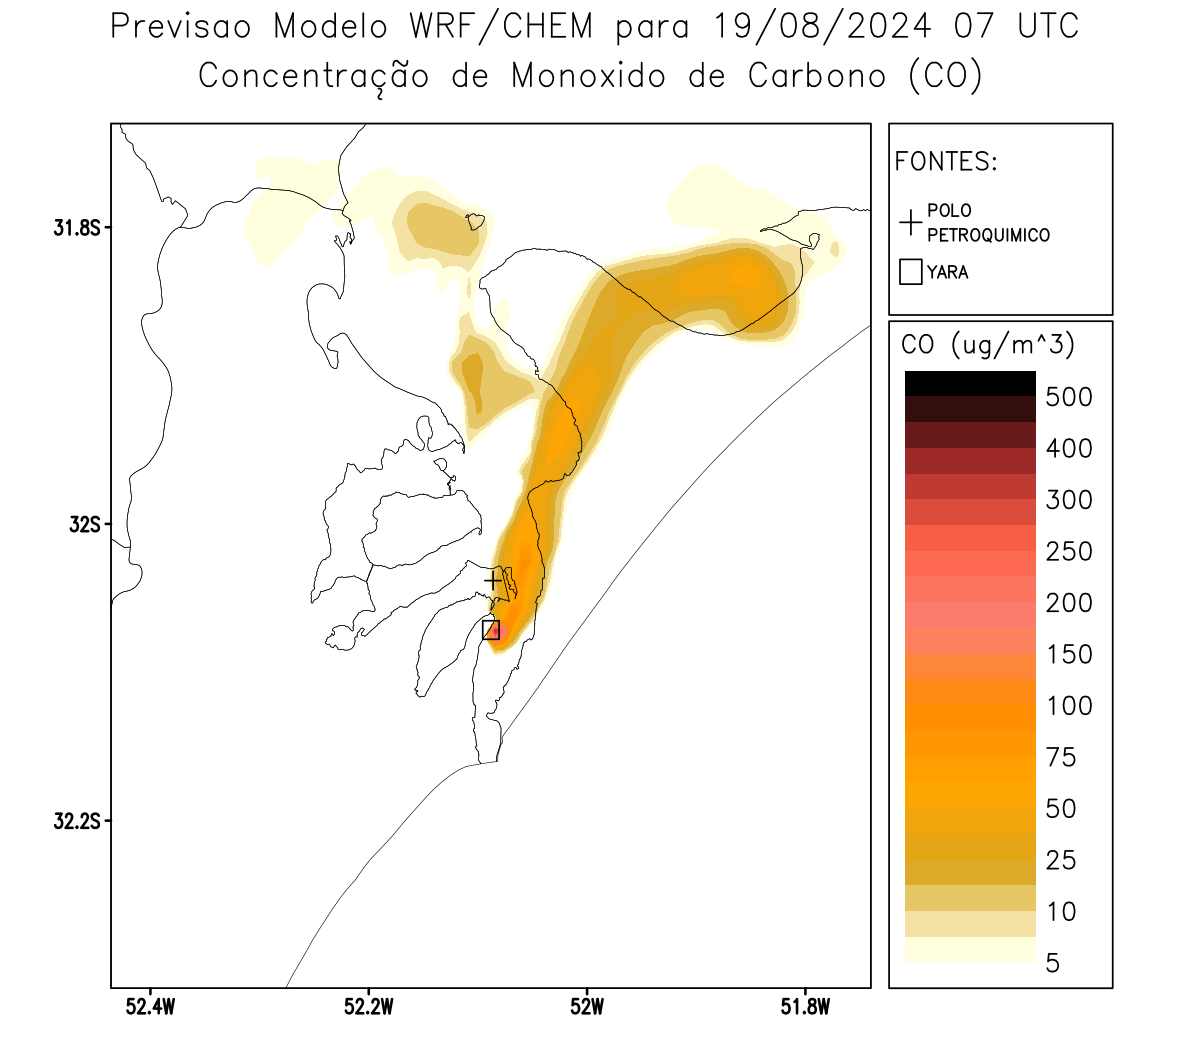 Previsao Modelo WRF/CHEM para 19/08/2024 07 UTC
Concentração de Monoxido de Carbono (CO)
FONTES:
POLO
PETROQUIMICO
YARA
CO (ug/m^3)
500
400
300
250
200
150
100
75
50
25
10
5
31.8S
32S
32.2S
52.4W
52.2W
52W
51.8W